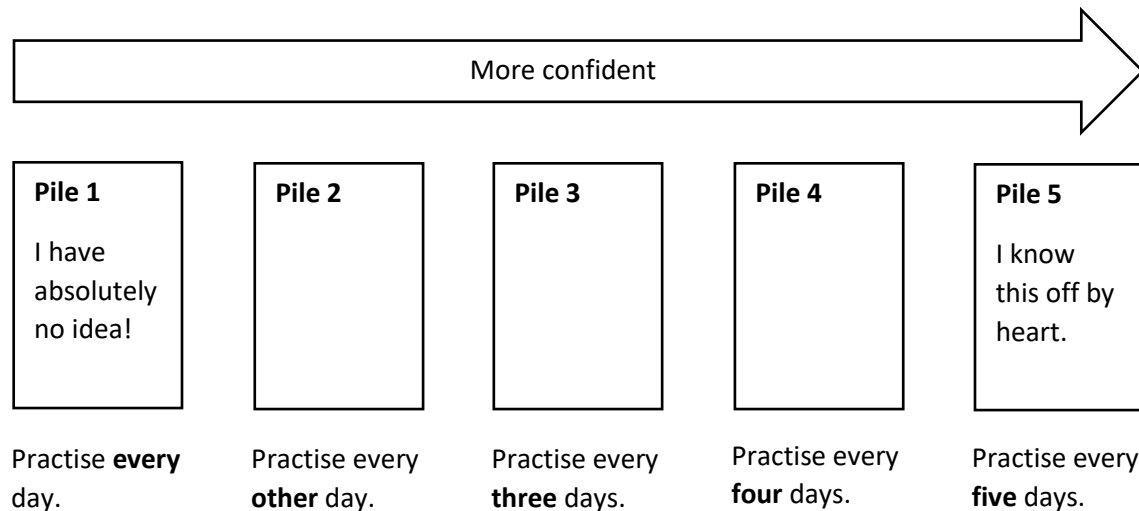 More confident
Pile 1
I have
absolutely
no idea!
Pile 2
Pile 3
Pile 4
Pile 5
I know
this off by
heart.
Practise every
day.
Practise every
other day.
Practise every
three days.
Practise every
four days.
Practise every
five days.